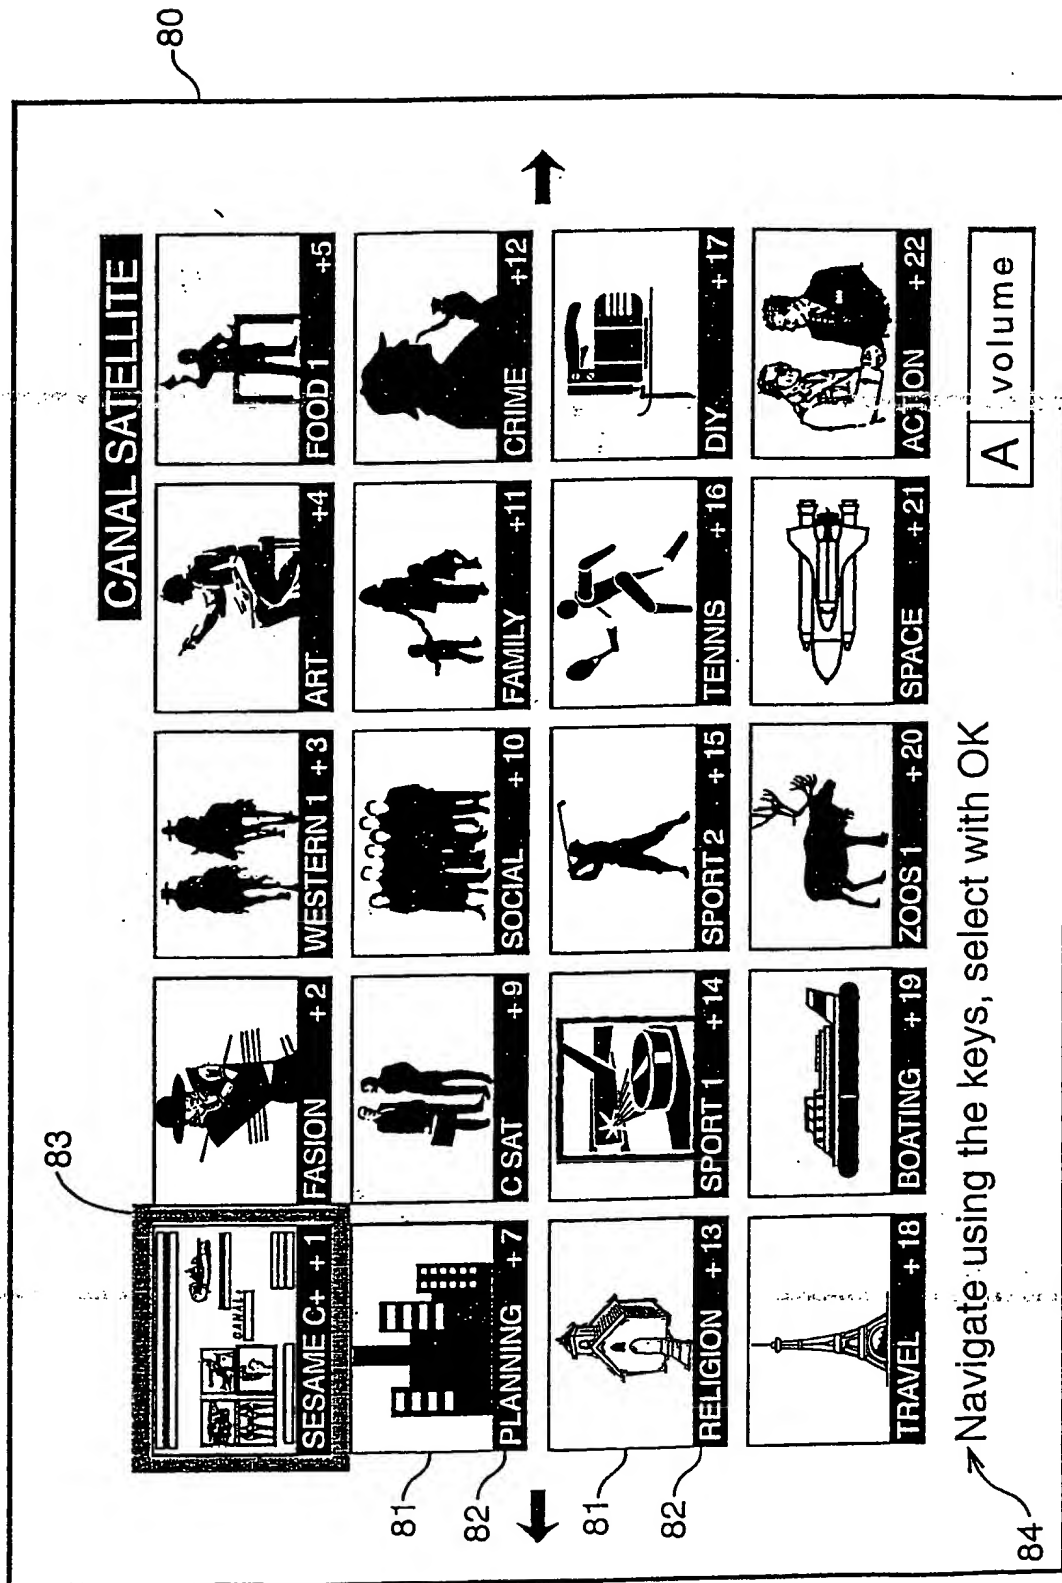 80
CANAL SATELLITE
83
SESAME C+ + 1
FASION + 2
WESTERN 1 + 3
ART +4
FOOD 1 +5
81
82
PLANNING + 7
C SAT + 9
SOCIAL + 10
FAMILY +11
CRIME +12
81
82
RELIGION + 13
SPORT 1 + 14
SPORT 2 + 15
TENNIS + 16
DIY + 17
TRAVEL + 18
BOATING + 19
ZOOS 1 + 20
SPACE + 21
ACTION + 22
84
Navigate using the keys, select with OK
A volume